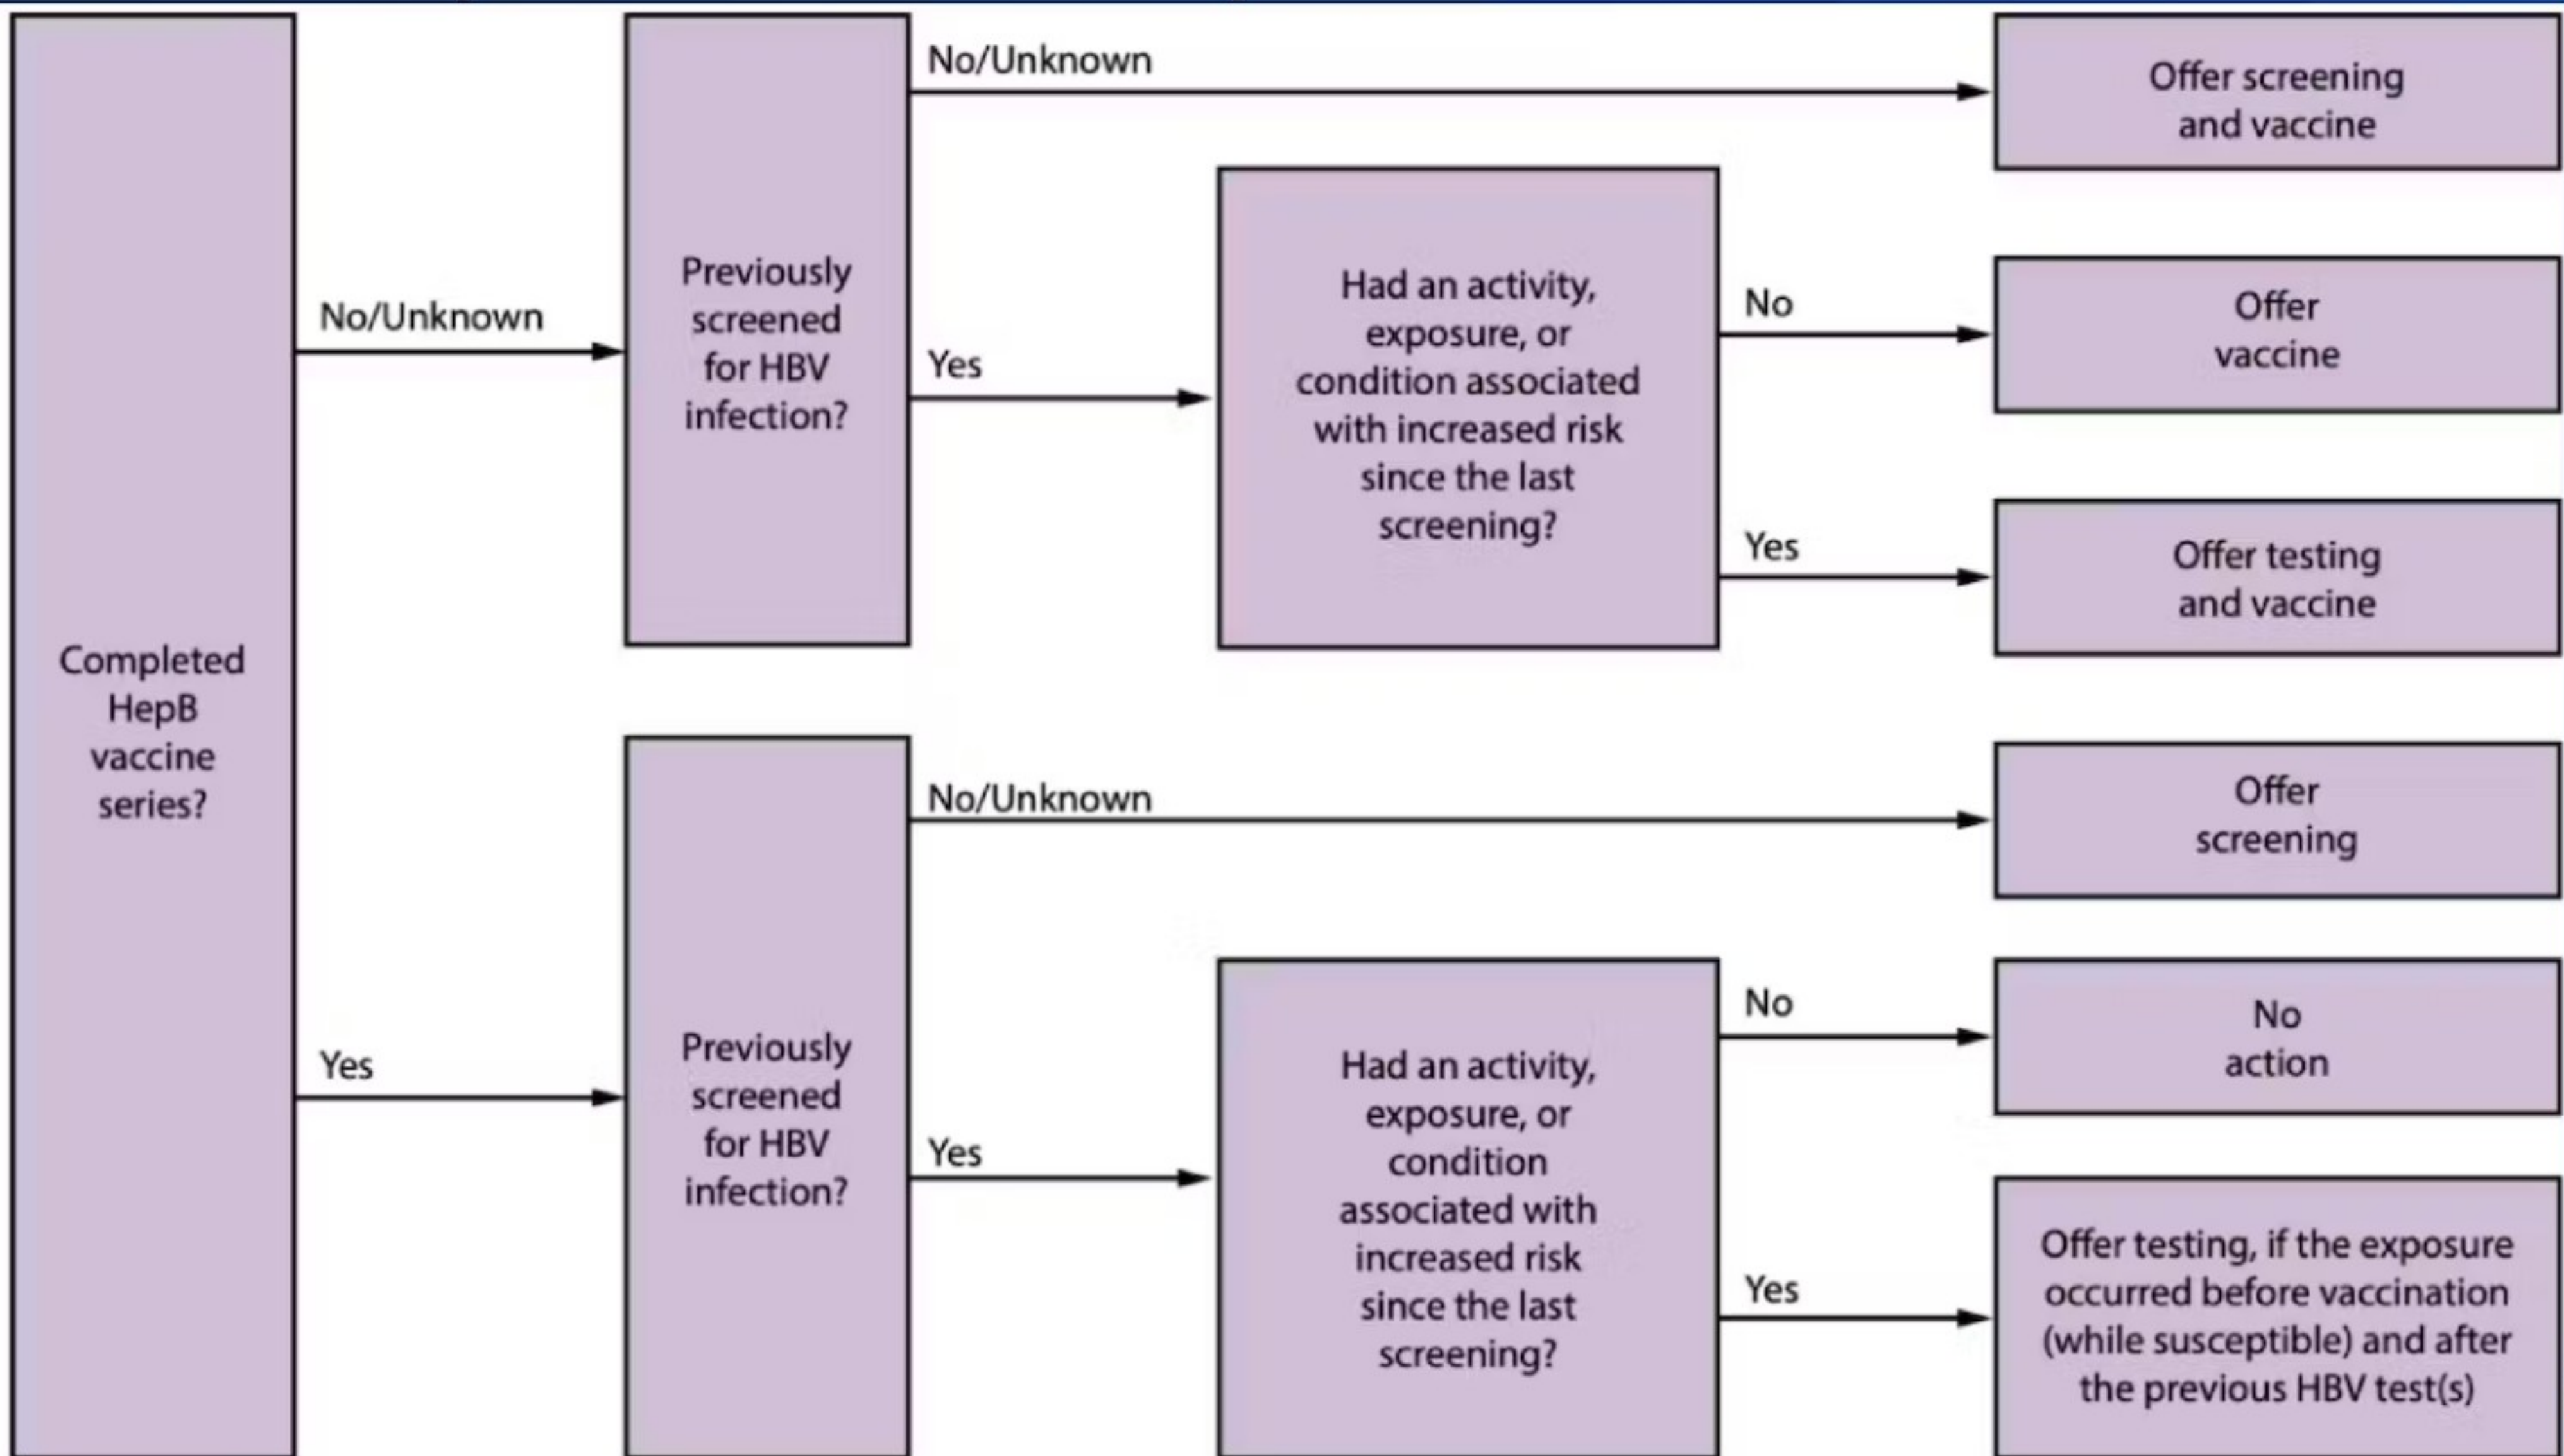 Completed
HepB
vaccine
series?
No/Unknown
Previously
screened
for HBV
infection?
No/Unknown
Offer screening
and vaccine
Yes
Had an activity,
exposure, or
condition associated
with increased risk
since the last
screening?
No
Offer
vaccine
Yes
Offer testing
and vaccine
Yes
Previously
screened
for HBV
infection?
No/Unknown
Offer
screening
Yes
Had an activity,
exposure, or
condition
associated with
increased risk
since the last
screening?
No
No
action
Yes
Offer testing, if the exposure
occurred before vaccination
(while susceptible) and after
the previous HBV test(s)